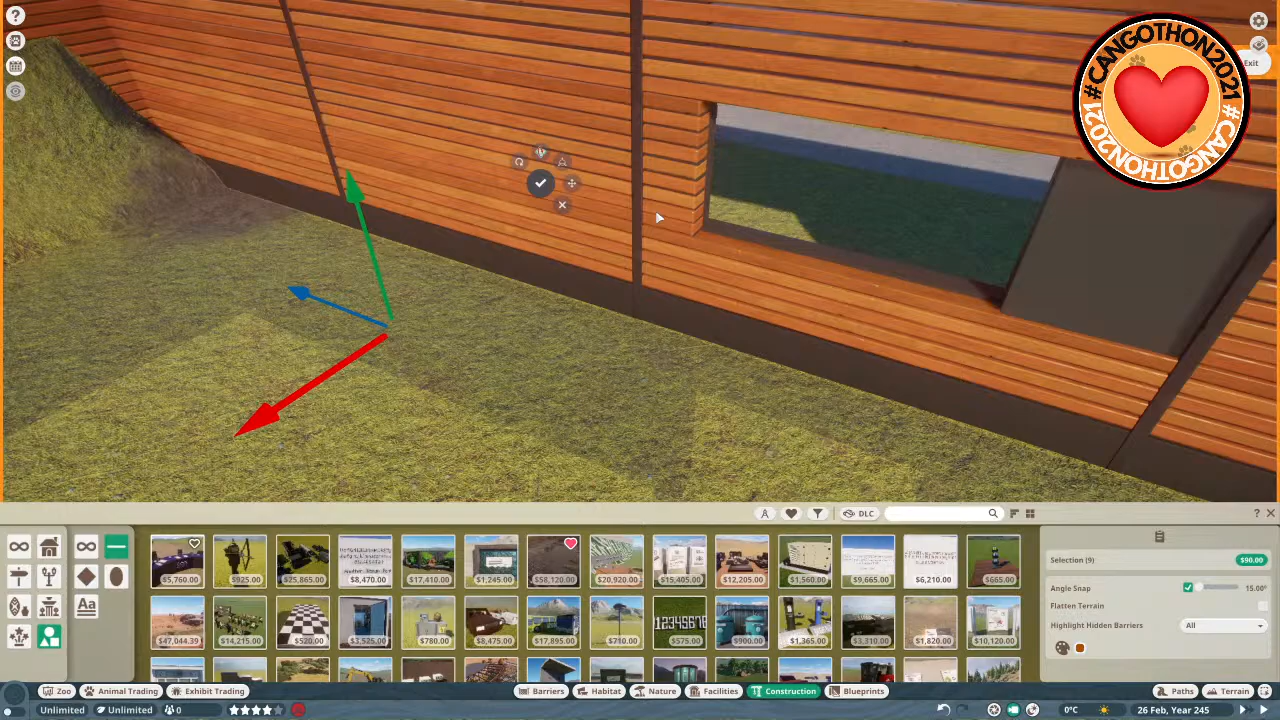 #CANGOTHON2021
#CANGOTHON2021
Exit
DLC
Selection (9)
$90.00
Angle Snap
15.00°
Flatten Terrain
Highlight Hidden Barriers
All
Aa
$5,760.00
$925.00
$25,865.00
$8,470.00
$17,410.00
$1,245.00
$58,120.00
$20,920.00
$15,405.00
$12,205.00
$1,560.00
$9,665.00
$6,210.00
$665.00
$47,044.39
$14,215.00
$520.00
$3,525.00
$780.00
$8,475.00
$17,895.00
$710.00
$575.00
$900.00
$1,365.00
$3,310.00
$1,820.00
$10,120.00
Zoo
Animal Trading
Exhibit Trading
Barriers
Habitat
Nature
Facilities
Construction
Blueprints
Paths
Terrain
Unlimited
Unlimited
0
0°C
26 Feb, Year 245